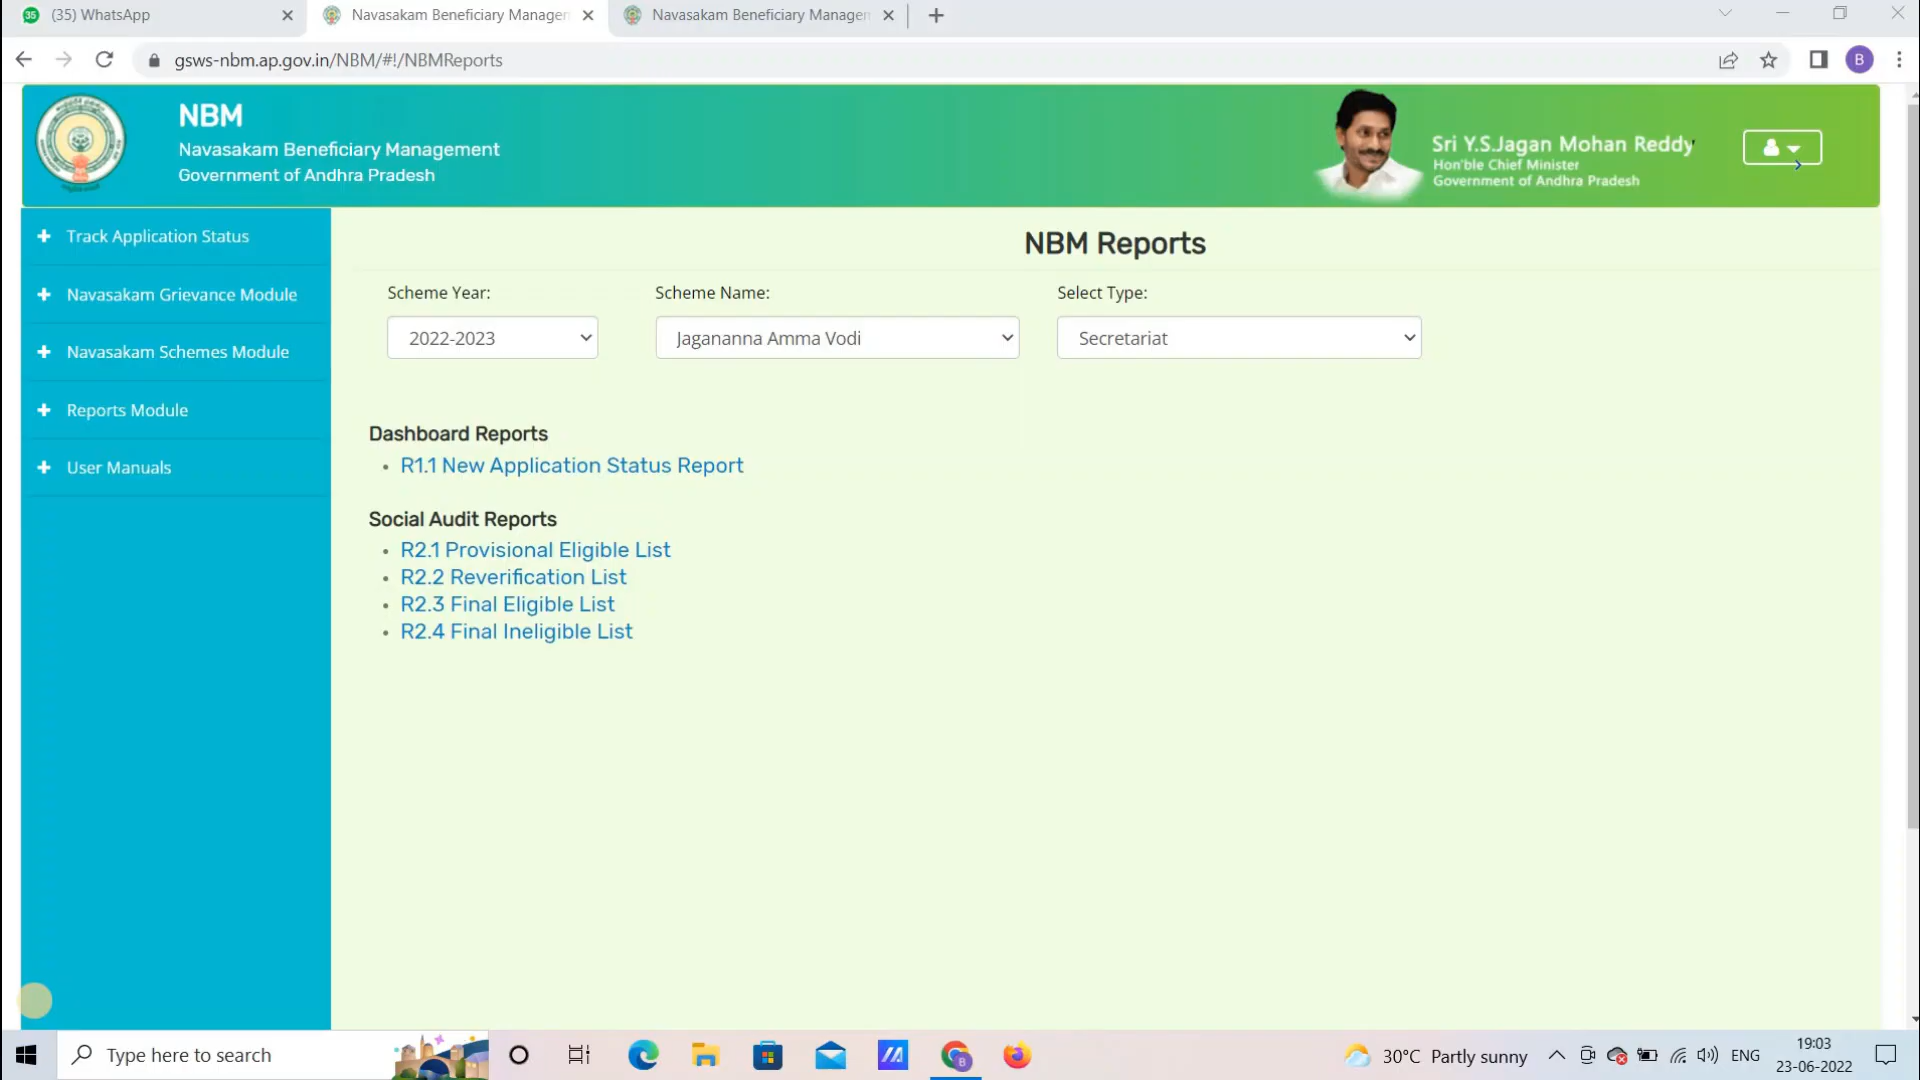 (35) WhatsApp
Navasakam Beneficiary Managem
Navasakam Beneficiary Managem
gsws-nbm.ap.gov.in/NBM/#!/NBMReports
B
NBM
Navasakam Beneficiary Management
Government of Andhra Pradesh
Sri Y.S.Jagan Mohan Reddy
Hon'ble Chief Minister
Government of Andhra Pradesh
Track Application Status
Navasakam Grievance Module
Navasakam Schemes Module
Reports Module
User Manuals
NBM Reports
Scheme Year:
Scheme Name:
Select Type:
2022-2023
Jagananna Amma Vodi
Secretariat
Dashboard Reports
R1.1 New Application Status Report
Social Audit Reports
R2.1 Provisional Eligible List
R2.2 Reverification List
R2.3 Final Eligible List
R2.4 Final Ineligible List
Type here to search
30°C Partly sunny
ENG
19:03
23-06-2022